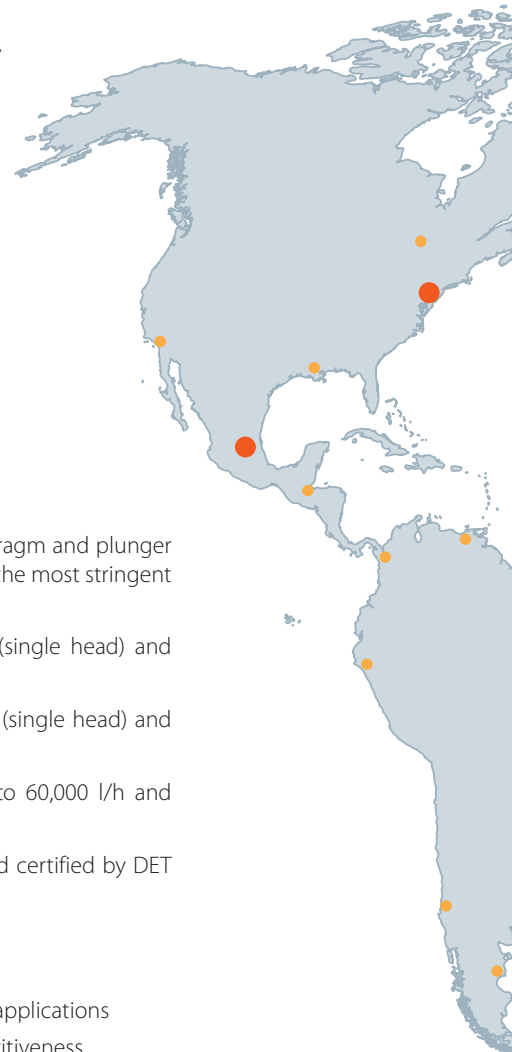 ragm and plunger
the most stringent
(single head) and
(single head) and
to 60,000 l/h and
d certified by DET
applications